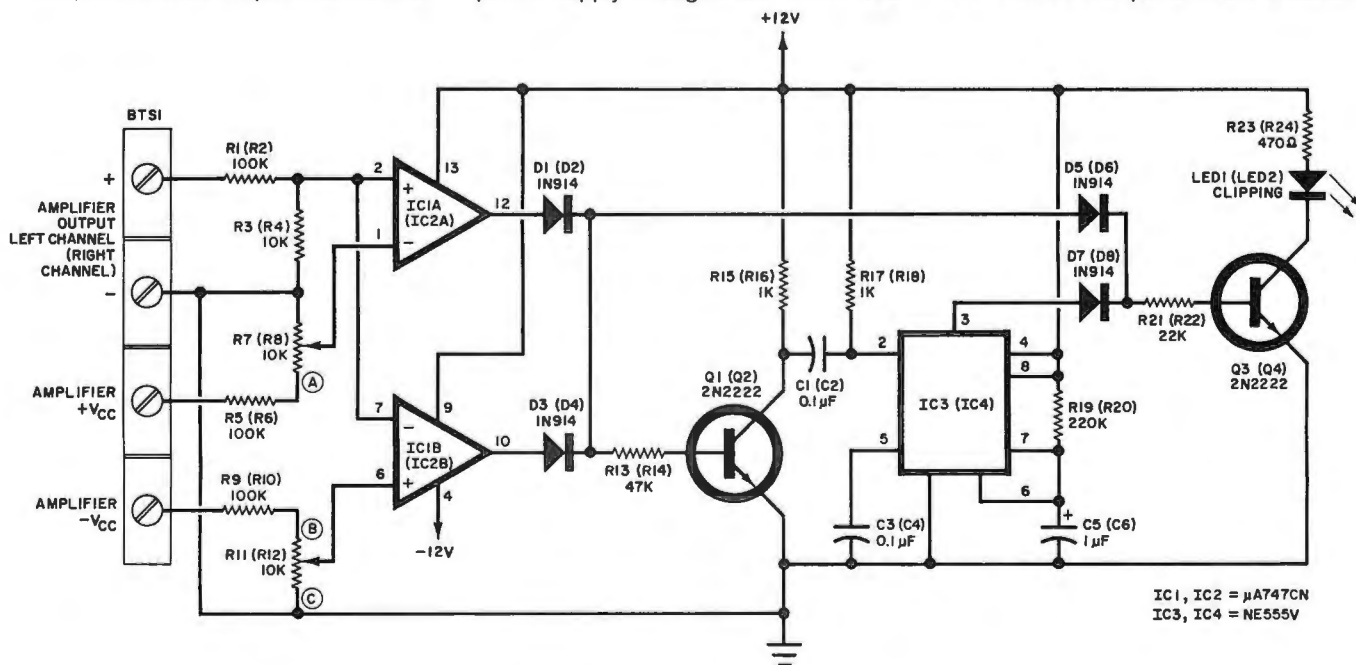 +12V
BTS1
R1 (R2)
100K
+
AMPLIFIER
OUTPUT
LEFT CHANNEL
(RIGHT
CHANNEL)
-
R3 (R4)
10K
R7 (R8)
10K
A
AMPLIFIER
+VCC
R5 (R6)
100K
AMPLIFIER
-VCC
R9 (R10)
100K
B
R11 (R12)
10K
C
2
+
13
IC1A
(IC2A)
12
1
-
7
-
9
IC1B
(IC2B)
10
6
+
4
-12V
D1 (D2)
1N914
D3 (D4)
1N914
R13 (R14)
47K
Q1 (Q2)
2N2222
R15 (R16)
1K
R17 (R18)
1K
C1 (C2)
0.1µF
2
3
4
8
IC3 (IC4)
5
7
6
C3 (C4)
0.1µF
R19 (R20)
220K
+
C5 (C6)
1µF
D5 (D6)
1N914
D7 (D8)
1N914
R21 (R22)
22K
R23 (R24)
470Ω
LED1 (LED2)
CLIPPING
Q3 (Q4)
2N2222
IC1, IC2 = µA747CN
IC3, IC4 = NE555V